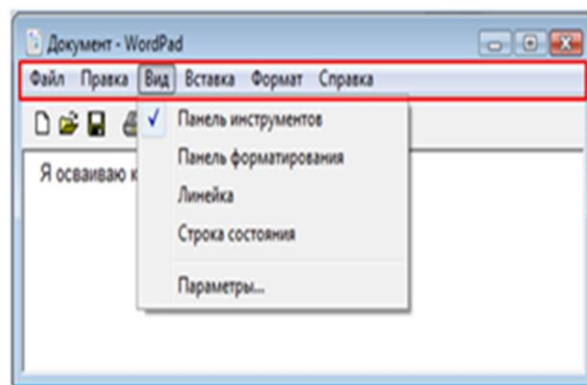 Документ - WordPad
Файл Правка Вид Вставка Формат Справка
Панель инструментов
Я осваиваю к
Панель форматирования
Линейка
Строка состояния
Параметры...